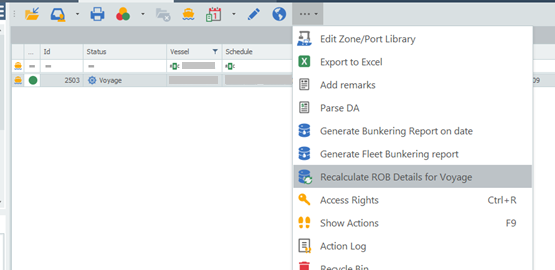 ...
Edit Zone/Port Library
... Id Status Vessel Schedule
Export to Excel
= = =
Add remarks
2503 Voyage 09
Parse DA
Generate Bunkering Report on date
Generate Fleet Bunkering report
Recalculate ROB Details for Voyage
Access Rights Ctrl+R
Show Actions F9
Action Log
Recycle Bin